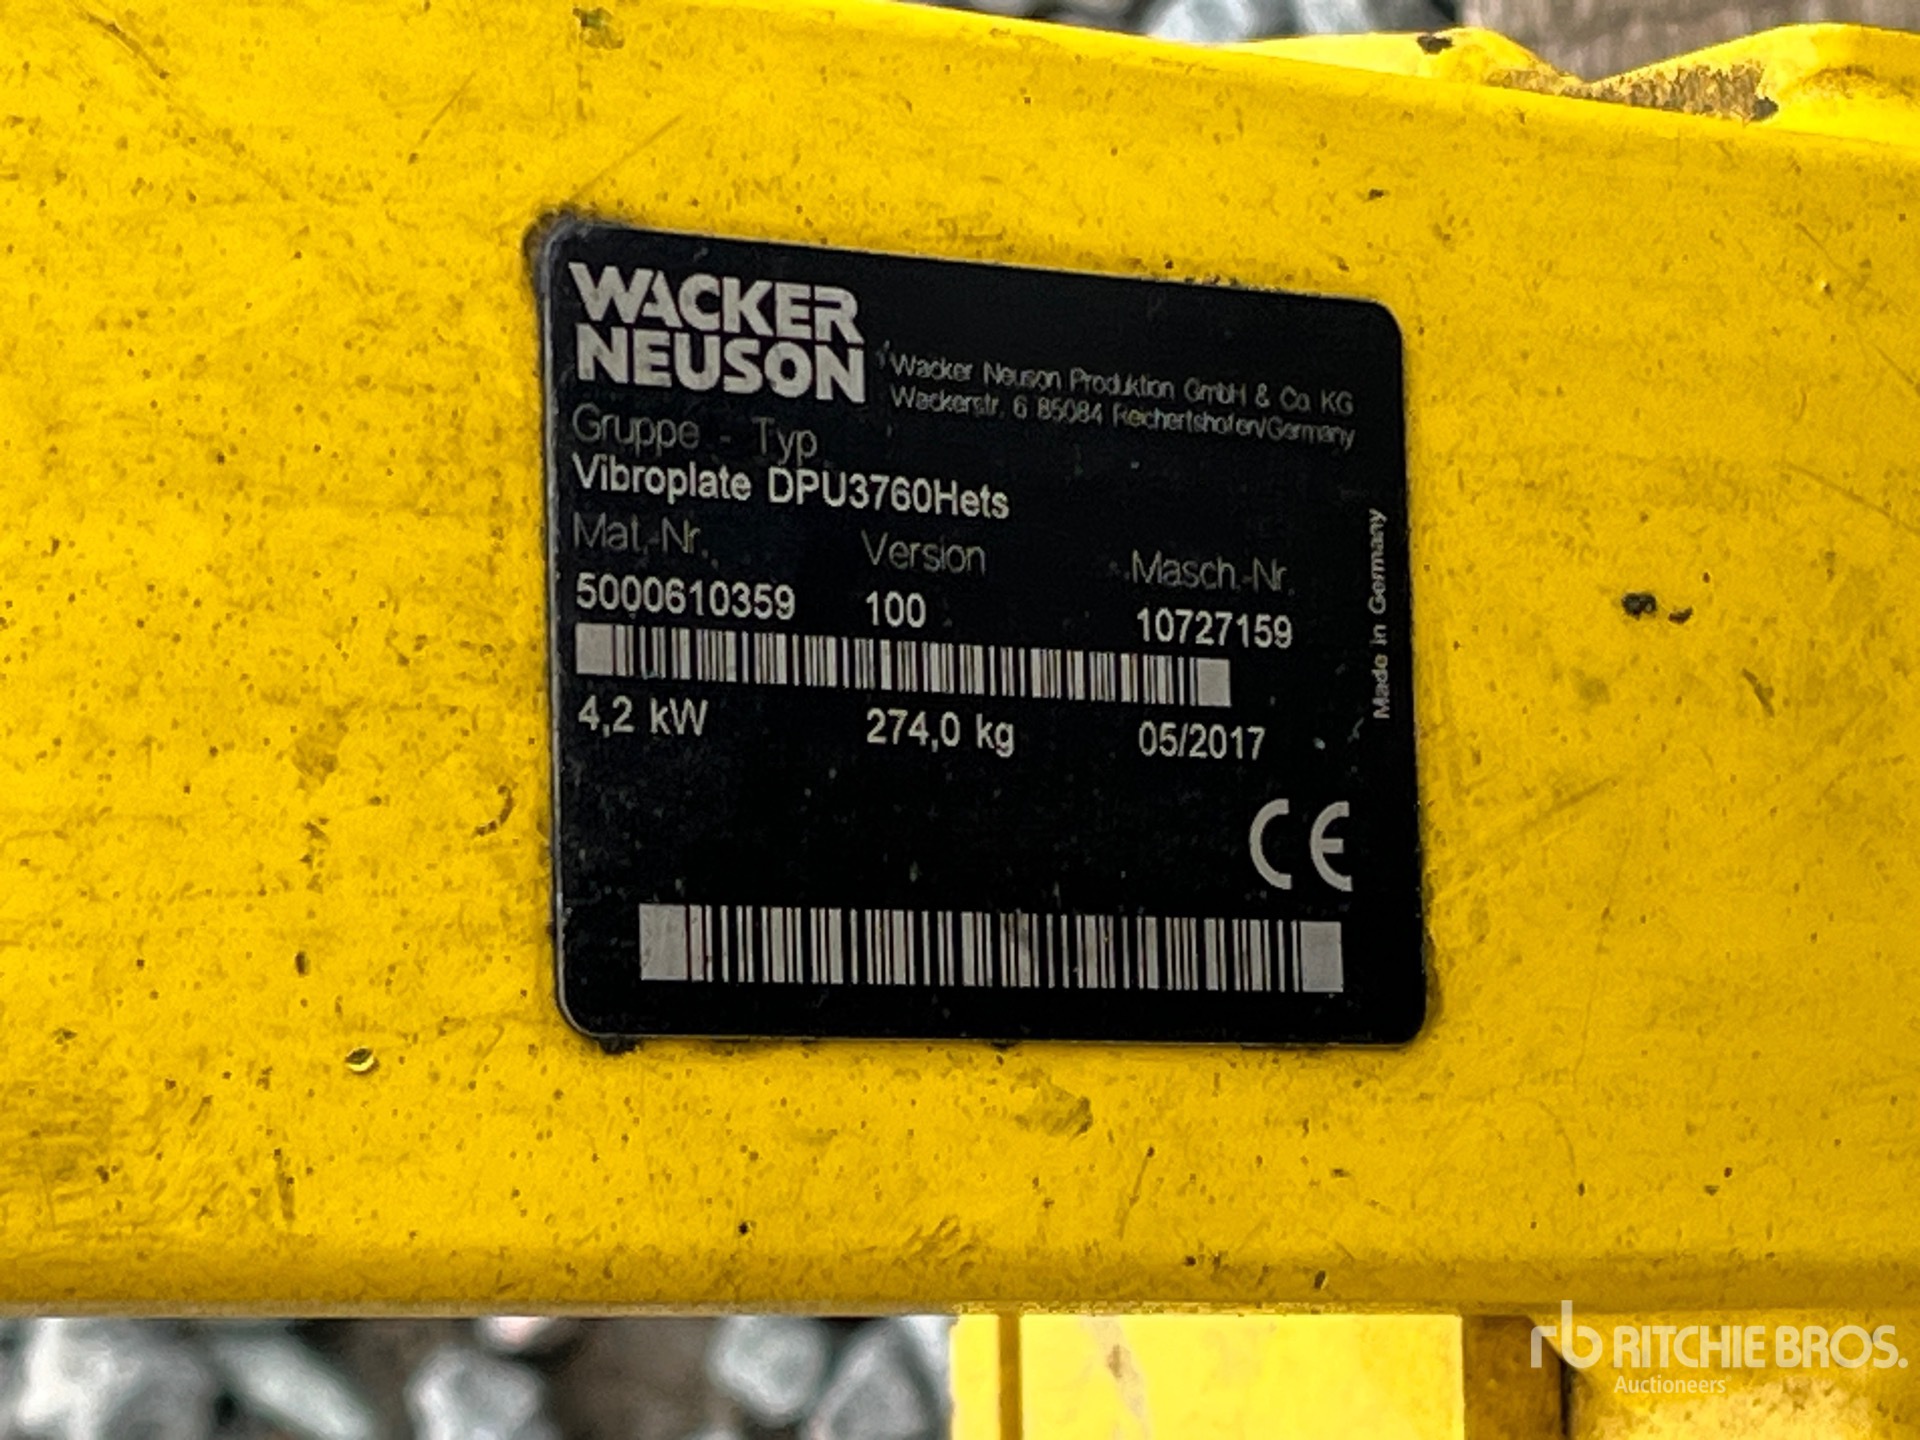 WACKER
NEUSON
Wacker Neuson Produktion GmbH & Co. KG
Wackerstr. 6 85084 Reichertshofen/Germany
Gruppe - Typ
Vibroplate DPU3760Hets
Mat.-Nr. Version Masch.-Nr.
5000610359 100 10727159
4,2 kW 274,0 kg 05/2017
Made in Germany
CE
rb RITCHIE BROS.
Auctioneers